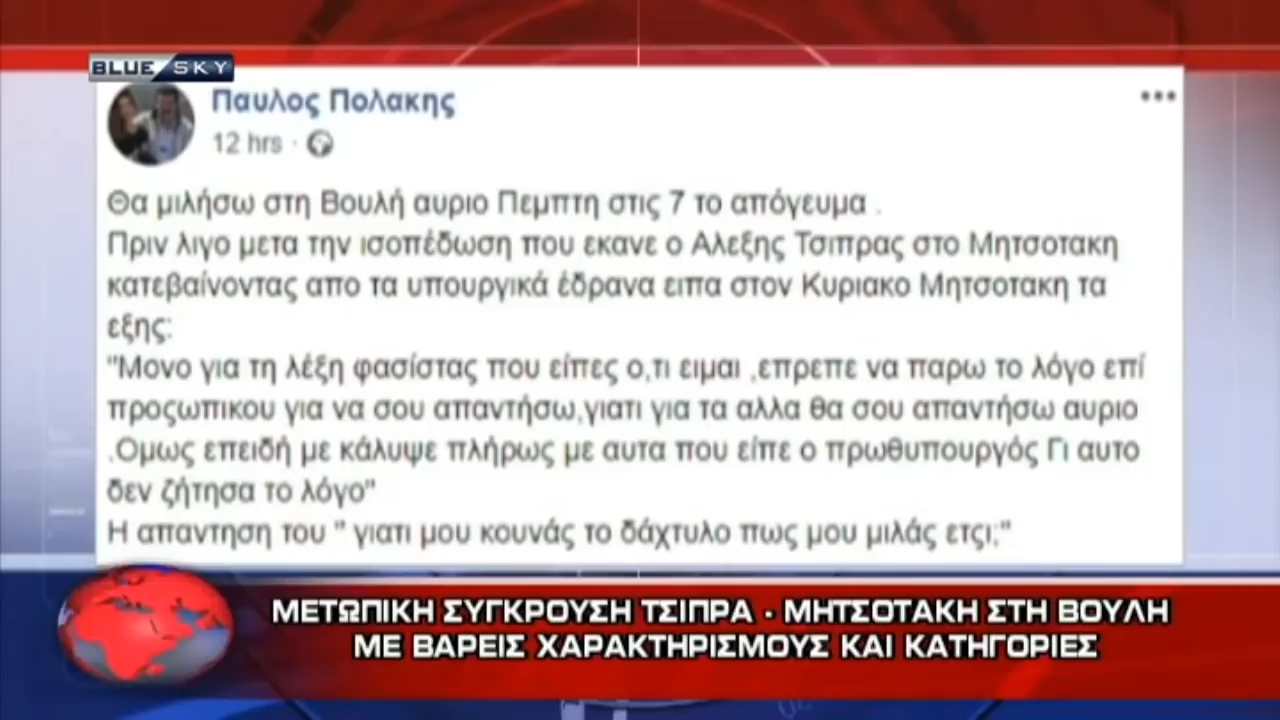 BLUE SKY
Παυλος Πολακης
12 hrs ·
Θα μιλήσω στη Βουλή αυριο Πεμπτη στις 7 το απόγευμα .
Πριν λιγο μετα την ισοπέδωση που εκανε ο Αλεξης Τσιπρας στο Μητσοτακη
κατεβαίνοντας απο τα υπουργικά έδρανα ειπα στον Κυριακο Μητσοτακη τα
εξης:
"Μονο για τη λέξη φασίστας που είπες ο,τι ειμαι ,επρεπε να παρω το λόγο επί
προςωπικου για να σου απαντήσω,γιατι για τα αλλα θα σου απαντήσω αυριο
.Ομως επειδή με κάλυψε πλήρως με αυτα που είπε ο πρωθυπουργός Γι αυτο
δεν ζήτησα το λόγο"
Η απαντηση του " γιατι μου κουνάς το δάχτυλο πως μου μιλάς ετςι;"
ΜΕΤΩΠΙΚΗ ΣΥΓΚΡΟΥΣΗ ΤΣΙΠΡΑ - ΜΗΤΣΟΤΑΚΗ ΣΤΗ ΒΟΥΛΗ
ΜΕ ΒΑΡΕΙΣ ΧΑΡΑΚΤΗΡΙΣΜΟΥΣ ΚΑΙ ΚΑΤΗΓΟΡΙΕΣ